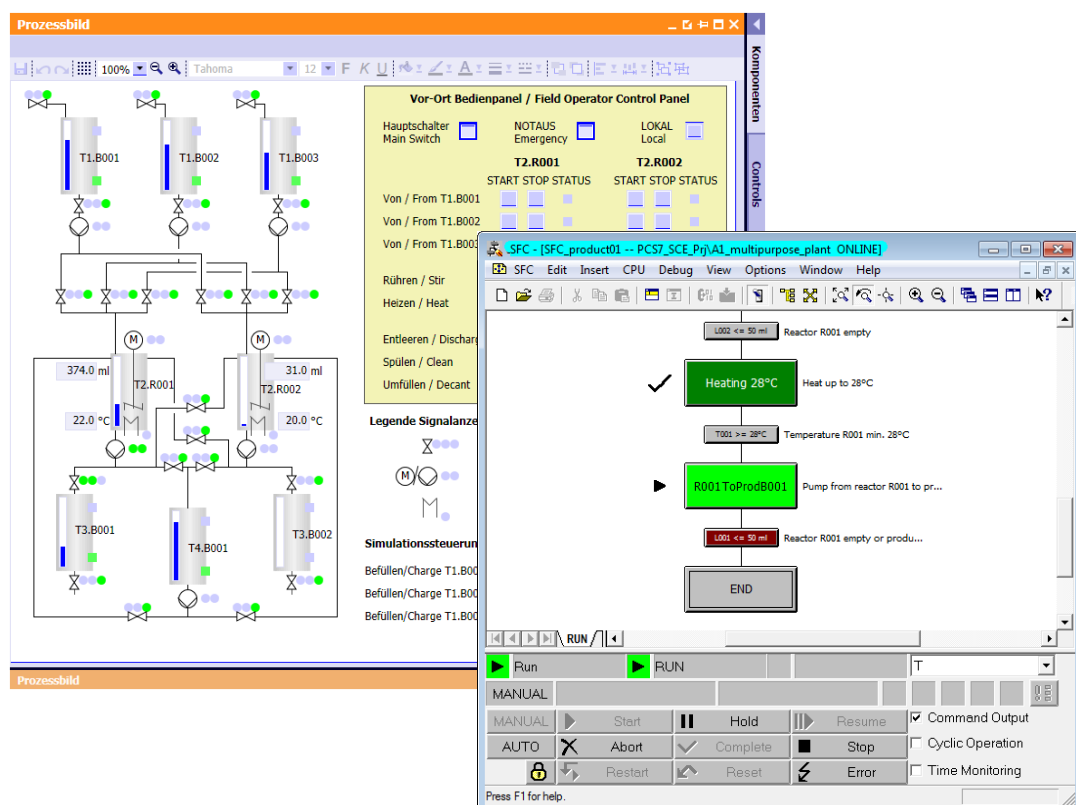 Prozessbild
100%
Tahoma
12
F K U
Komponenten
Controls
T1.B001
T1.B002
T1.B003
M
M
374.0 ml
31.0 ml
T2.R001
T2.R002
22.0 °C
20.0 °C
T3.B001
T4.B001
T3.B002
Vor-Ort Bedienpanel / Field Operator Control Panel
Hauptschalter
Main Switch
NOTAUS
Emergency
LOKAL
Local
T2.R001
T2.R002
START STOP STATUS
START STOP STATUS
Von / From T1.B001
Von / From T1.B002
Von / From T1.B003
Rühren / Stir
Heizen / Heat
Entleeren / Discharg
Spülen / Clean
Umfüllen / Decant
Legende Signalanze
M
M
Simulationssteuerun
Befüllen/Charge T1.B00
Befüllen/Charge T1.B00
Befüllen/Charge T1.B00
Prozessbild
SFC - [SFC_product01 -- PCS7_SCE_Prj\A1_multipurpose_plant ONLINE]
SFC Edit Insert CPU Debug View Options Window Help
L002 <= 50 ml
Reactor R001 empty
Heating 28°C
Heat up to 28°C
T001 >= 28°C
Temperature R001 min. 28°C
R001ToProdB001
Pump from reactor R001 to pr...
L001 <= 50 ml
Reactor R001 empty or produ...
END
RUN
Run
RUN
T
MANUAL
MANUAL
Start
Hold
Resume
Command Output
AUTO
Abort
Complete
Stop
Cyclic Operation
Restart
Reset
Error
Time Monitoring
Press F1 for help.